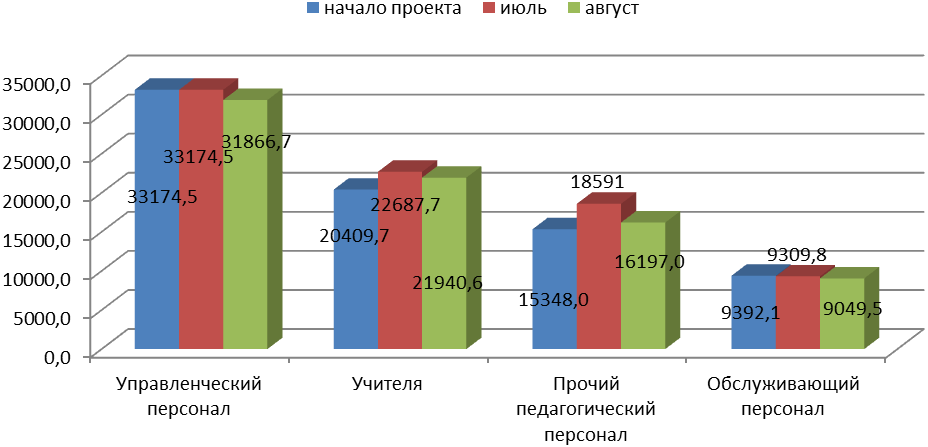 начало проекта июль август
35000,0
30000,0
25000,0
20000,0
15000,0
10000,0
5000,0
0,0
33174,5
33174,5
31866,7
20409,7
22687,7
21940,6
15348,0
18591
16197,0
9392,1
9309,8
9049,5
Управленческий
персонал
Учителя
Прочий
педагогический
персонал
Обслуживающий
персонал